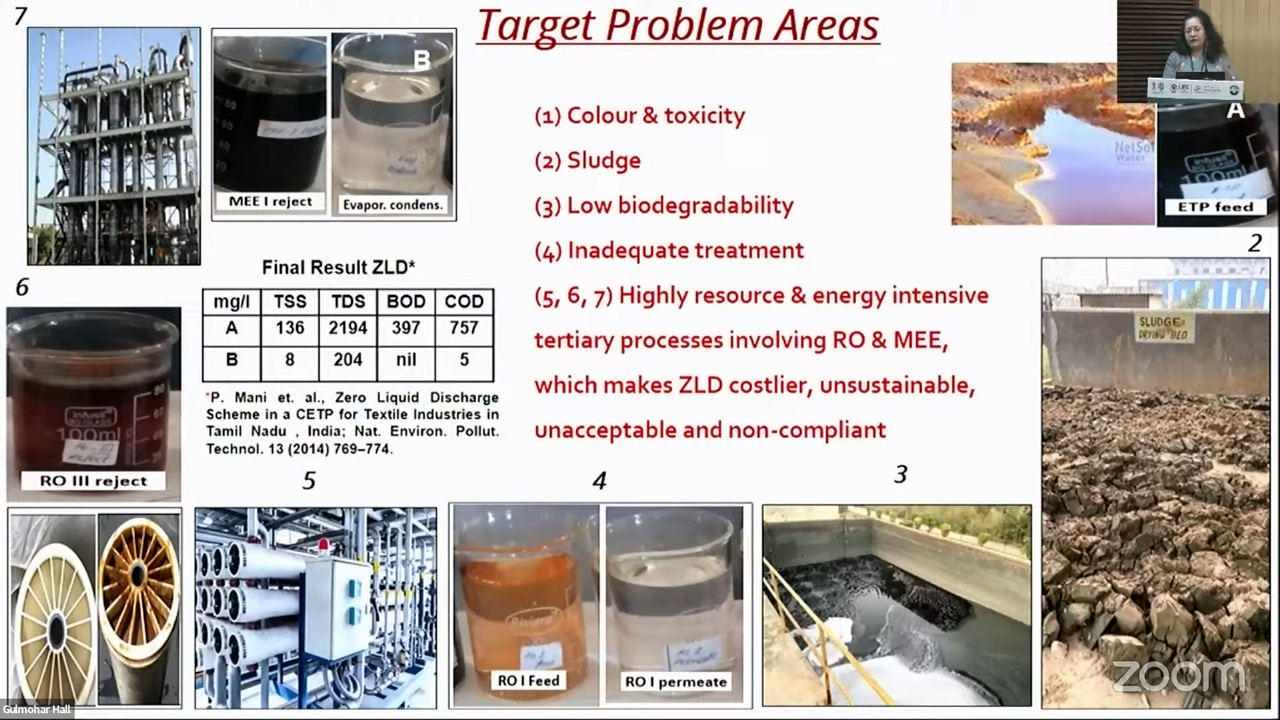 Target Problem Areas
(1) Colour & toxicity
(2) Sludge
(3) Low biodegradability
(4) Inadequate treatment
(5, 6, 7) Highly resource & energy intensive
tertiary processes involving RO & MEE,
which makes ZLD costlier, unsustainable,
unacceptable and non-compliant
7
B
MEE I reject
Evapor. condens.
Final Result ZLD*
mg/l TSS TDS BOD COD
A 136 2194 397 757
B 8 204 nil 5
*P. Mani et. al., Zero Liquid Discharge
Scheme in a CETP for Textile Industries in
Tamil Nadu , India; Nat. Environ. Pollut.
Technol. 13 (2014) 769–774.
6
100ml
RO III reject
5
4
RO I Feed
RO I permeate
3
A
100ml
ETP feed
2
SLUDGE
DRYING BED
zoom
Gulmohar Hall